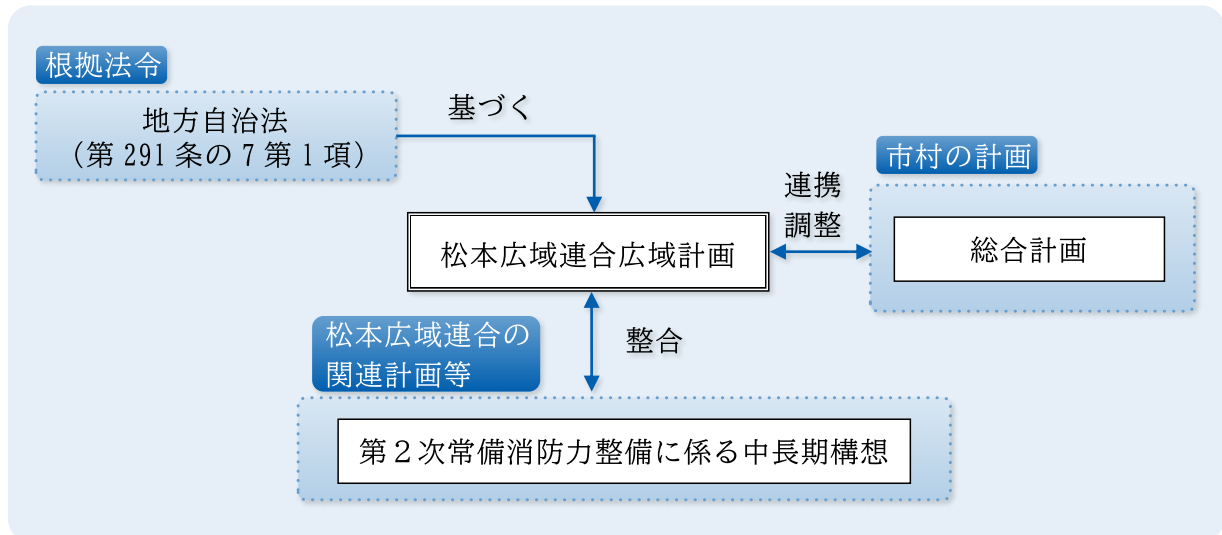 根拠法令
地方自治法
（第 291 条の 7 第 1 項）
基づく
市村の計画
連携
調整
総合計画
松本広域連合広域計画
松本広域連合の
関連計画等
整合
第２次常備消防力整備に係る中長期構想